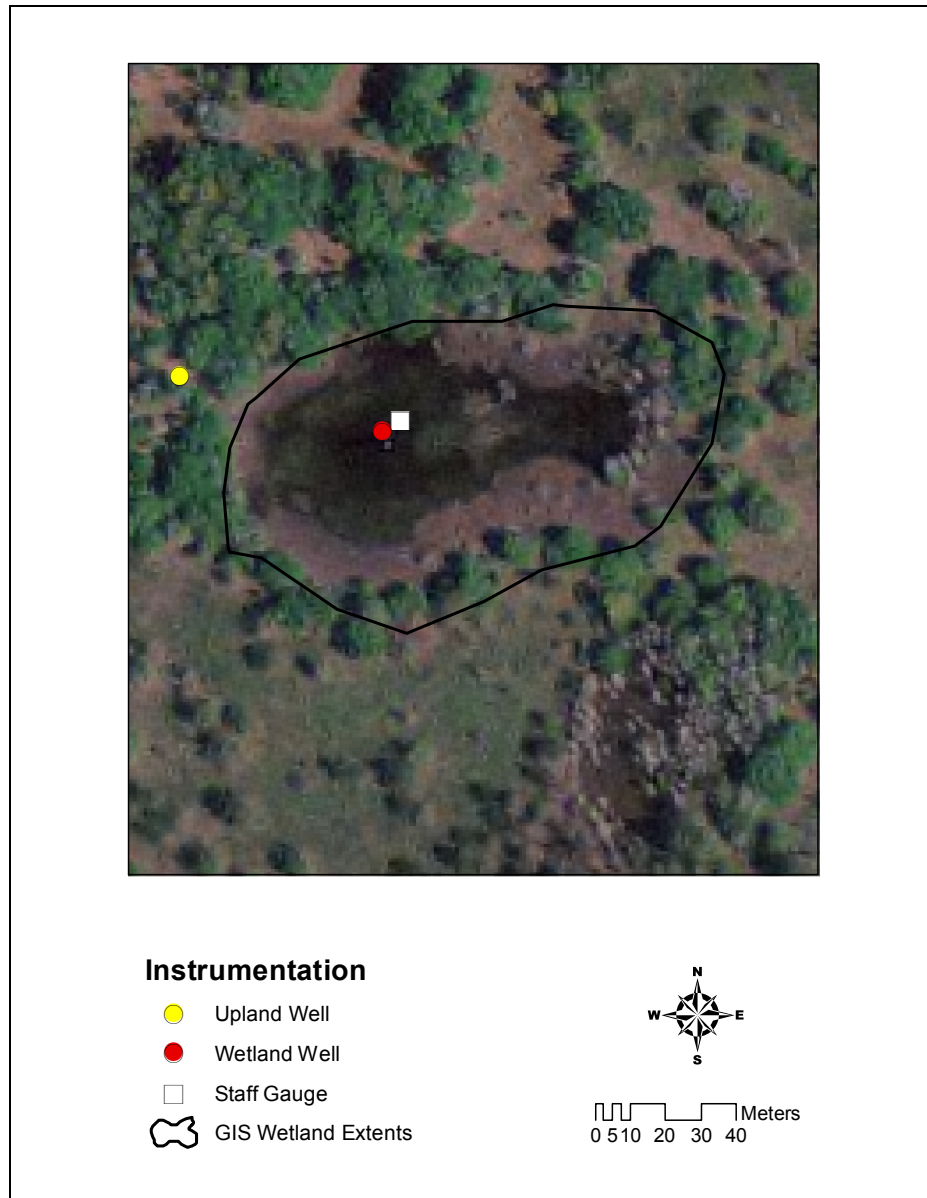 Instrumentation
Upland Well
Wetland Well
Staff Gauge
GIS Wetland Extents
N
W E
S
Meters
0 5 10 20 30 40